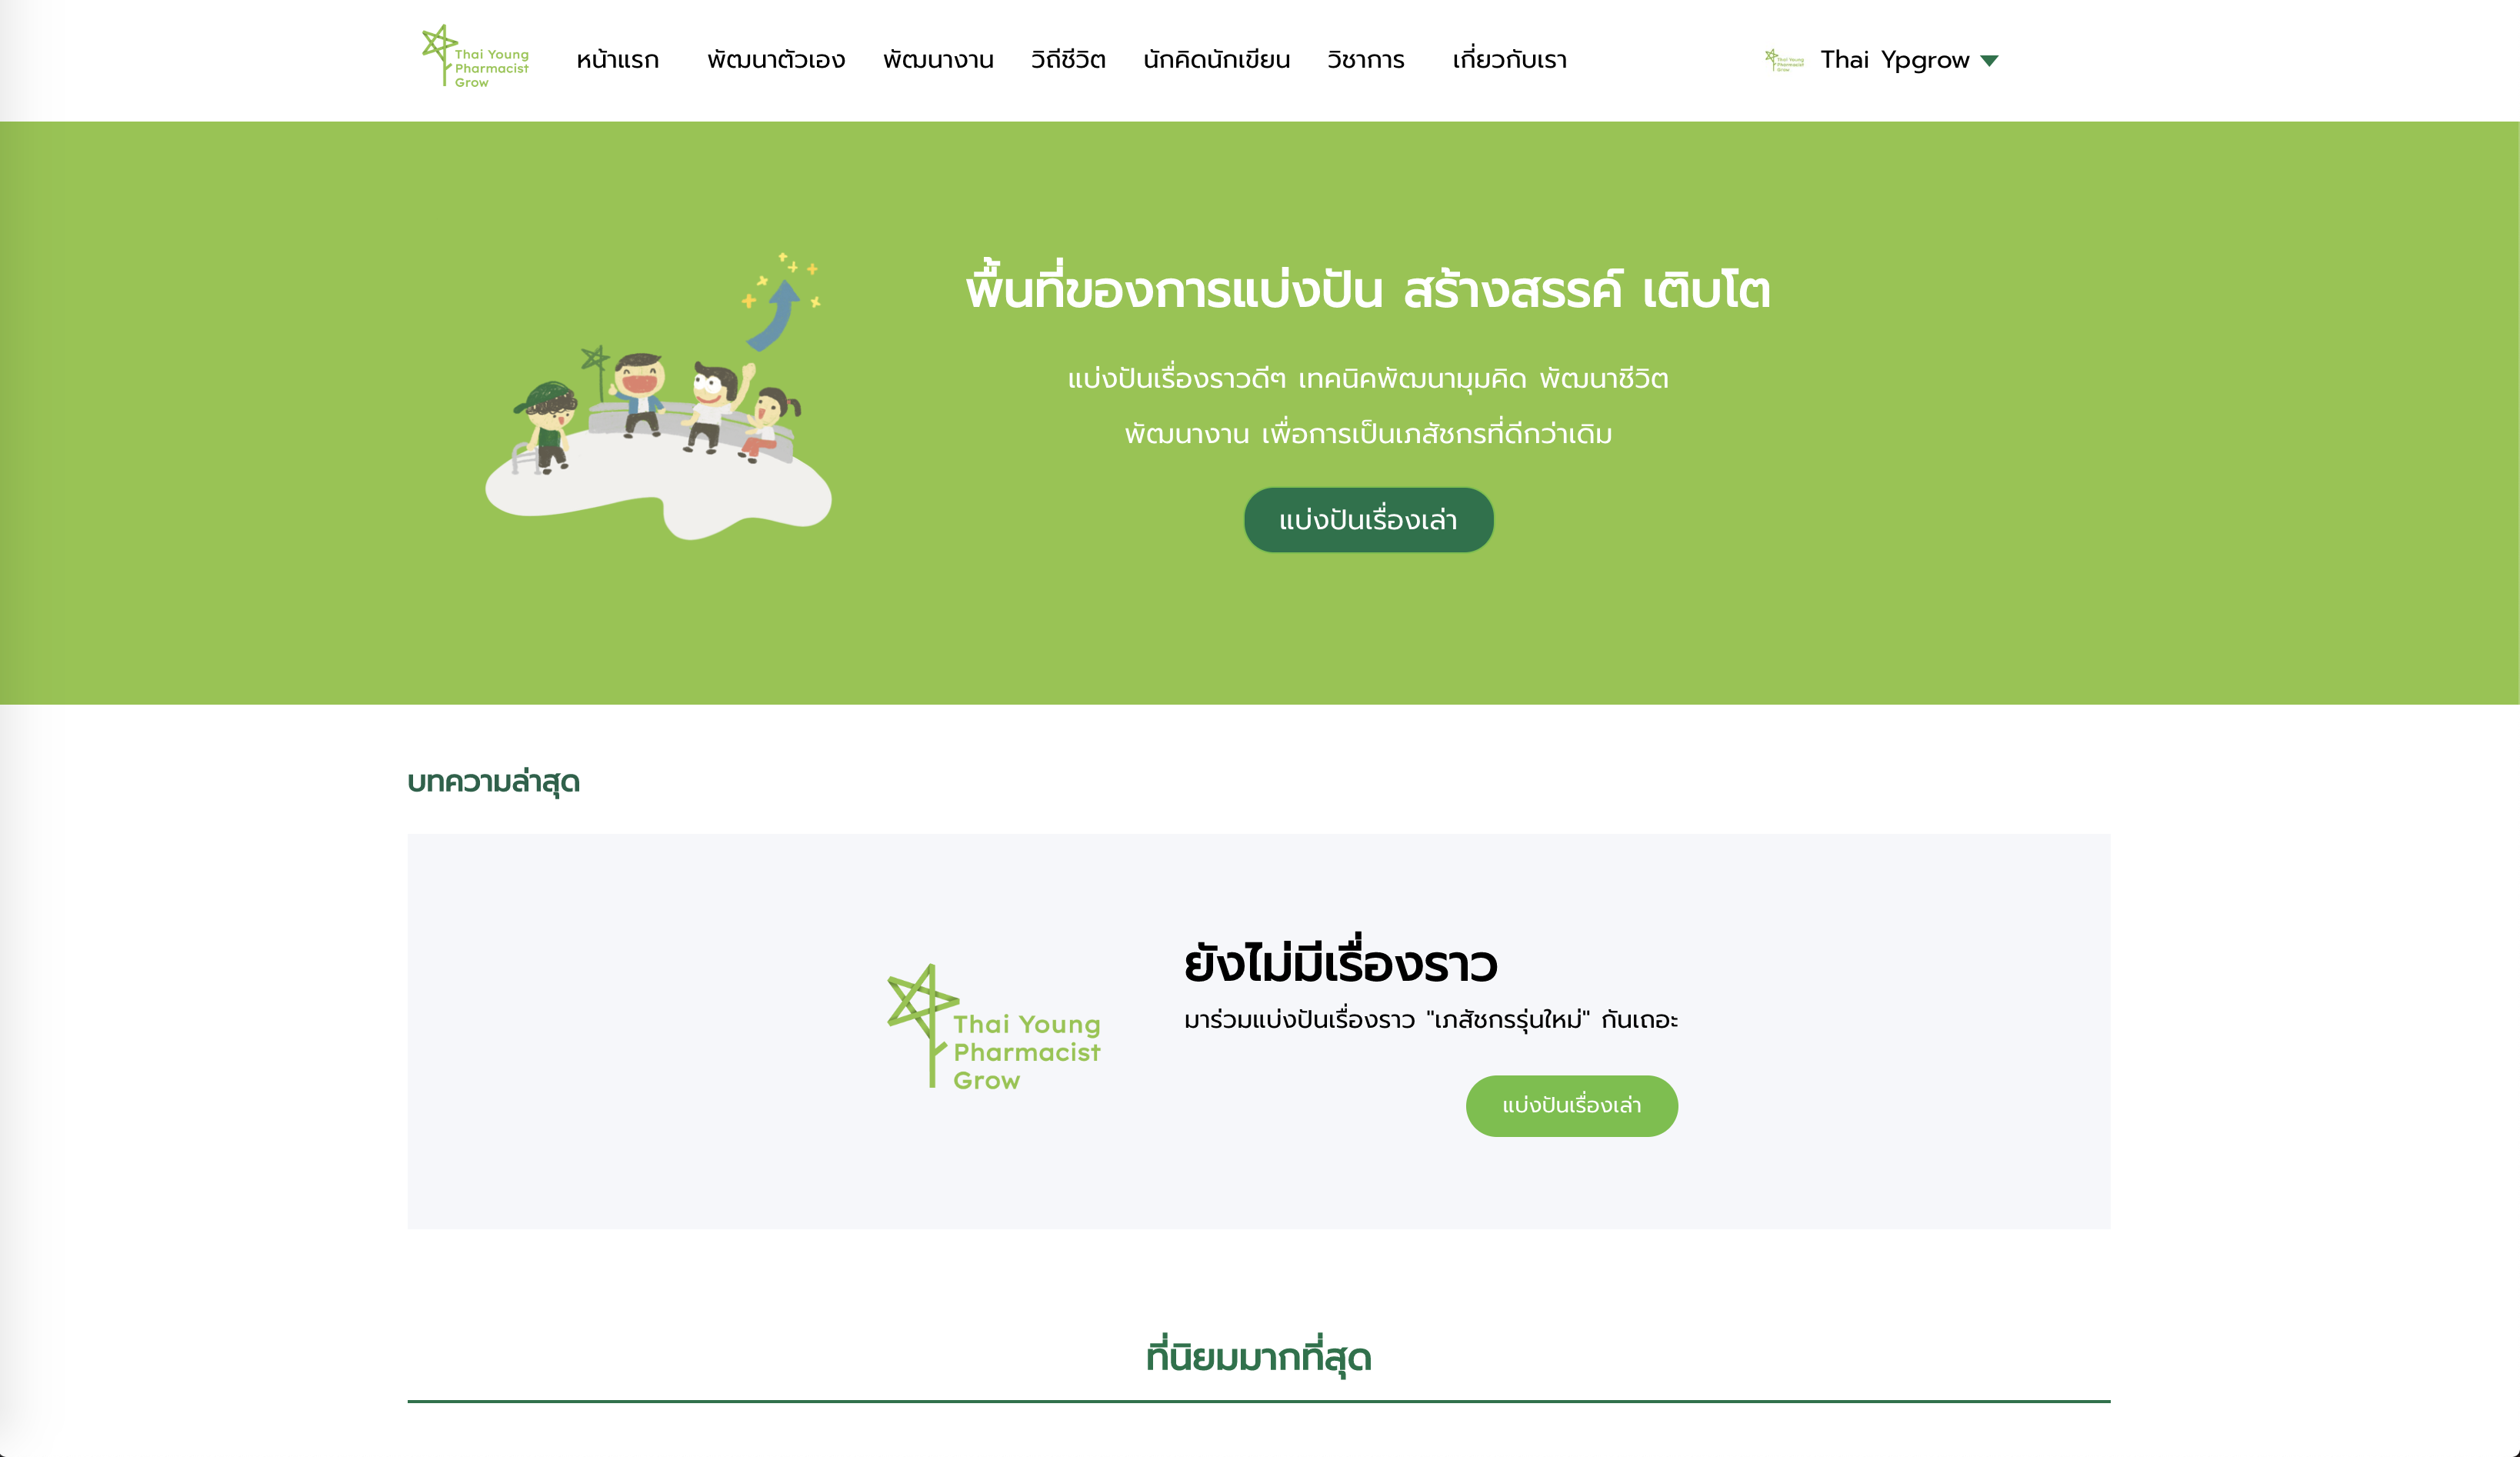 Thai Young
Pharmacist
Grow
หน้าแรก พัฒนาตัวเอง พัฒนางาน วิถีชีวิต นักคิดนักเขียน วิชาการ เกี่ยวกับเรา
Thai Young
Pharmacist
Grow
Thai Ypgrow
พื้นที่ของการแบ่งปัน สร้างสรรค์ เติบโต
แบ่งปันเรื่องราวดีๆ เทคนิคพัฒนามุมคิด พัฒนาชีวิต
พัฒนางาน เพื่อการเป็นเภสัชกรที่ดีกว่าเดิม
แบ่งปันเรื่องเล่า
บทความล่าสุด
Thai Young
Pharmacist
Grow
ยังไม่มีเรื่องราว
มาร่วมแบ่งปันเรื่องราว "เภสัชกรรุ่นใหม่" กันเถอะ
แบ่งปันเรื่องเล่า
ที่นิยมมากที่สุด